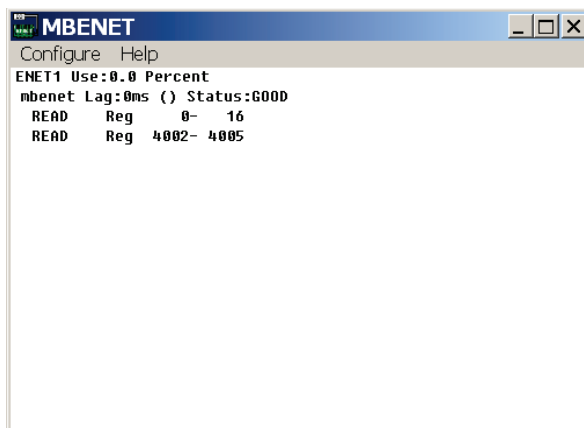 MBENET
Configure Help
ENET1 Use:0.0 Percent
mbenet Lag:0ms () Status:GOOD
READ Reg 0- 16
READ Reg 4002- 4005